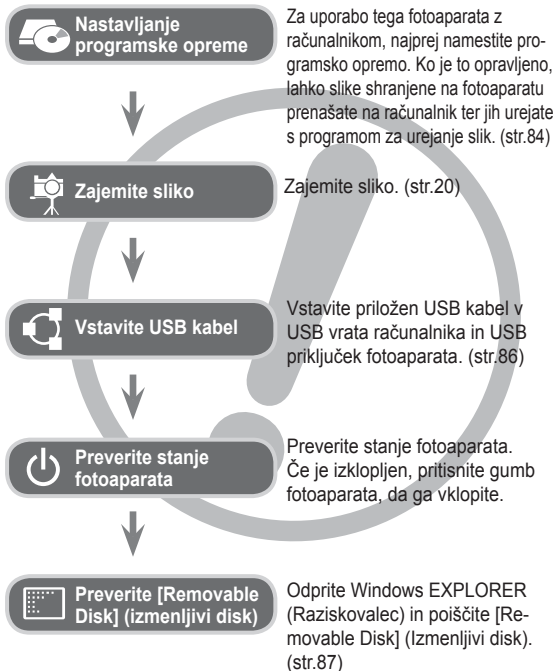 Nastavljanje
programske opreme
Za uporabo tega fotoaparata z
računalnikom, najprej namestite pro-
gramsko opremo. Ko je to opravljeno,
lahko slike shranjene na fotoaparatu
prenašate na računalnik ter jih urejate
s programom za urejanje slik. (str.84)
Zajemite sliko
Zajemite sliko. (str.20)
Vstavite USB kabel
Vstavite priložen USB kabel v
USB vrata računalnika in USB
priključek fotoaparata. (str.86)
Preverite stanje
fotoaparata
Preverite stanje fotoaparata.
Če je izklopljen, pritisnite gumb
fotoaparata, da ga vklopite.
Preverite [Removable
Disk] (izmenljivi disk)
Odprite Windows EXPLORER
(Raziskovalec) in poiščite [Re-
movable Disk] (Izmenljivi disk).
(str.87)